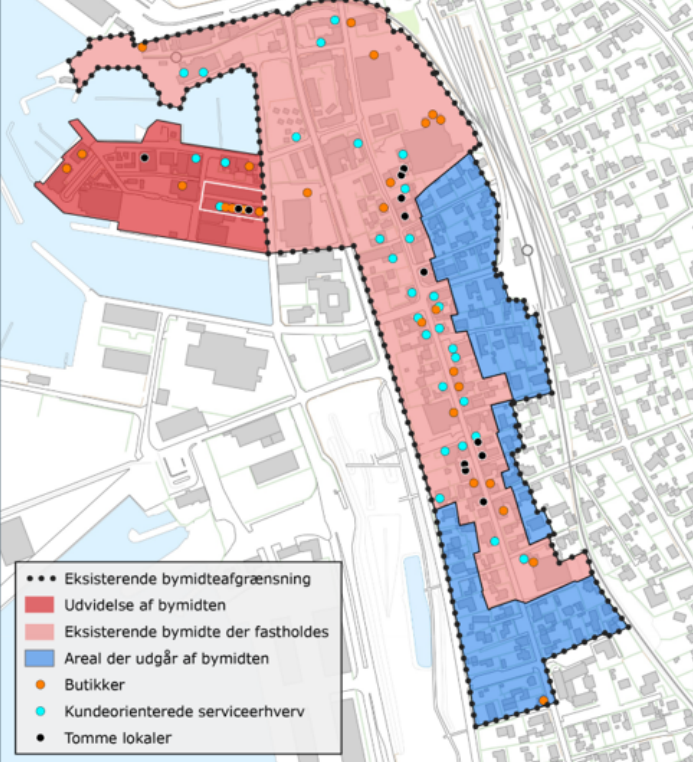 Eksisterende bymidteafgrænsning
Udvidelse af bymidten
Eksisterende bymidte der fastholdes
Areal der udgår af bymidten
Butikker
Kundeorienterede serviceerhverv
Tomme lokaler